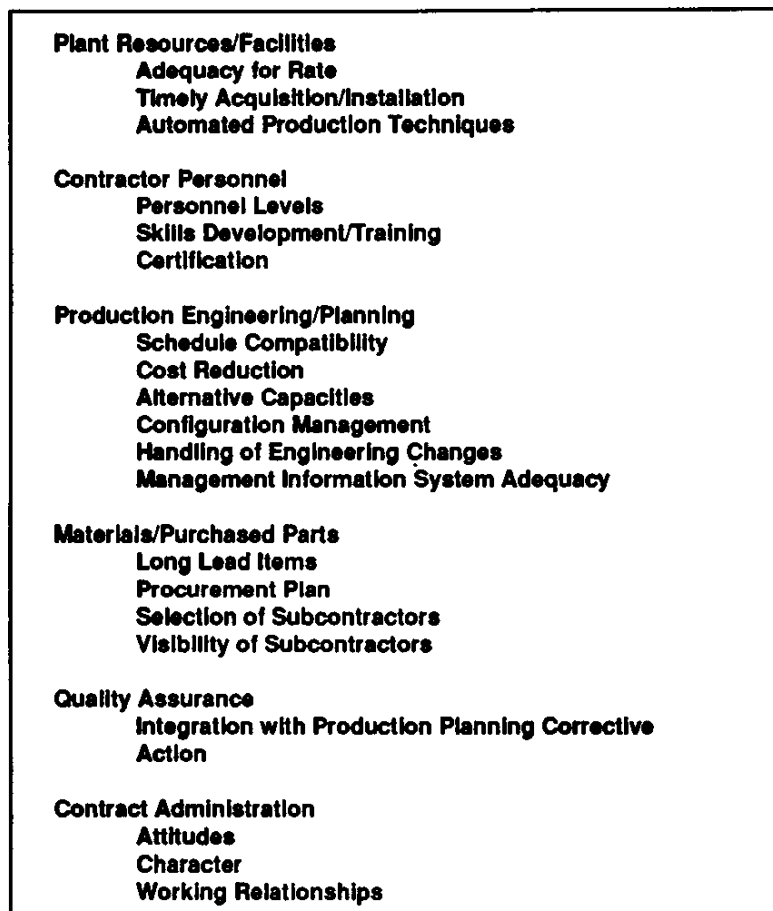 Plant Resources/Facilities
Adequacy for Rate
Timely Acquisition/Installation
Automated Production Techniques
Contractor Personnel
Personnel Levels
Skills Development/Training
Certification
Production Engineering/Planning
Schedule Compatibility
Cost Reduction
Alternative Capacities
Configuration Management
Handling of Engineering Changes
Management Information System Adequacy
Materials/Purchased Parts
Long Lead Items
Procurement Plan
Selection of Subcontractors
Visibility of Subcontractors
Quality Assurance
Integration with Production Planning Corrective
Action
Contract Administration
Attitudes
Character
Working Relationships